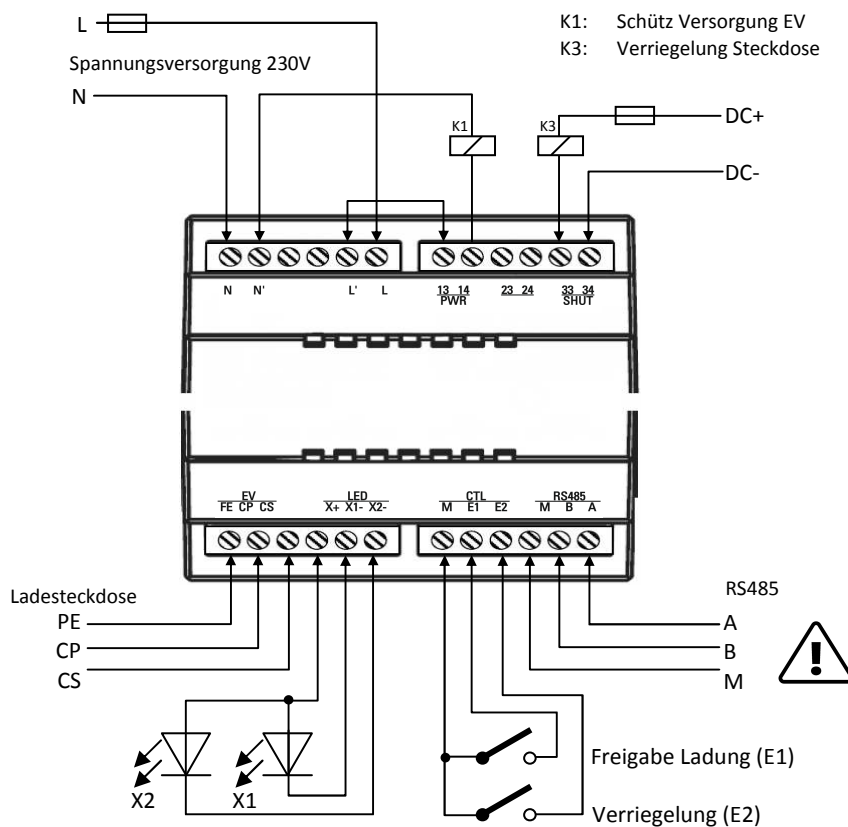 L
K1: Schütz Versorgung EV
K3: Verriegelung Steckdose
Spannungsversorgung 230V
N
K1
K3
DC+
DC-
N N' L' L
13 14 23 24 33 34
PWR SHUT
EV LED CTL RS485
FE CP CS X+ X1- X2- M E1 E2 M B A
Ladesteckdose
RS485
PE
A
CP
B
CS
M
!
X2
X1
Freigabe Ladung (E1)
Verriegelung (E2)